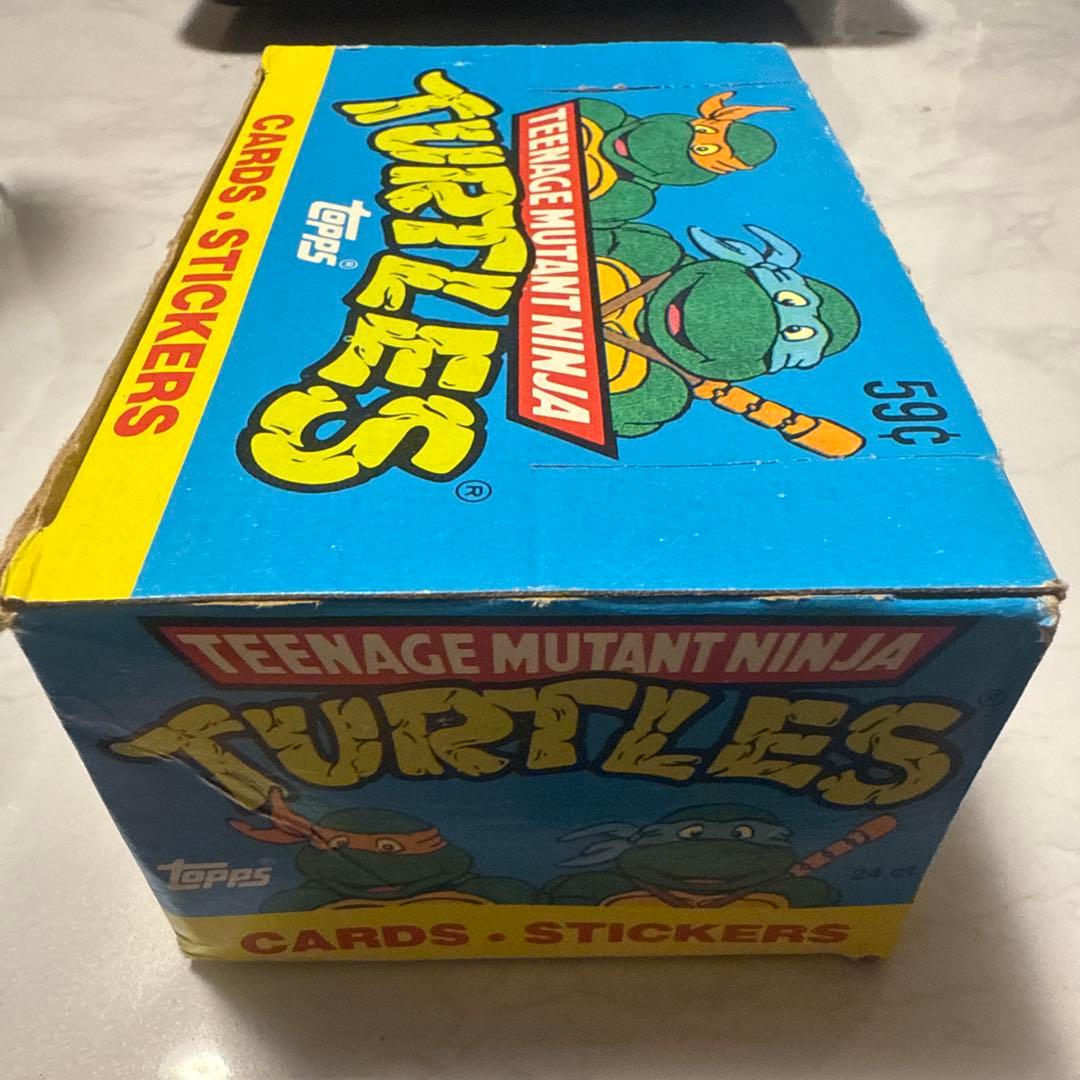 TEENAGE MUTANT NINJA
TURTLES®
topps®
59¢
CARDS • STICKERS
TEENAGE MUTANT NINJA
TURTLES®
topps®
24 ct.
CARDS • STICKERS